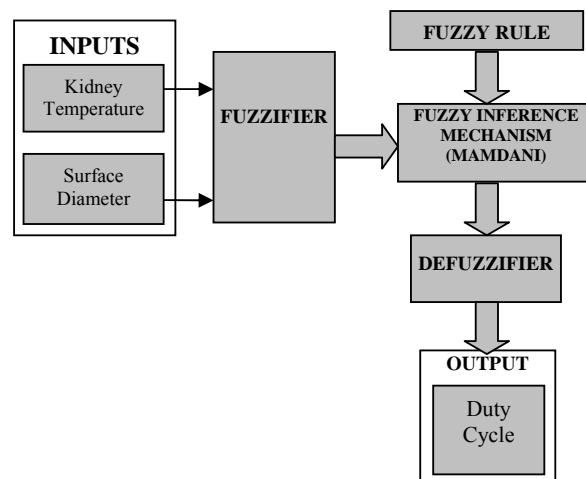 INPUTS
Kidney
Temperature
Surface
Diameter
FUZZIFIER
FUZZY RULE
FUZZY INFERENCE
MECHANISM
(MAMDANI)
DEFUZZIFIER
OUTPUT
Duty
Cycle